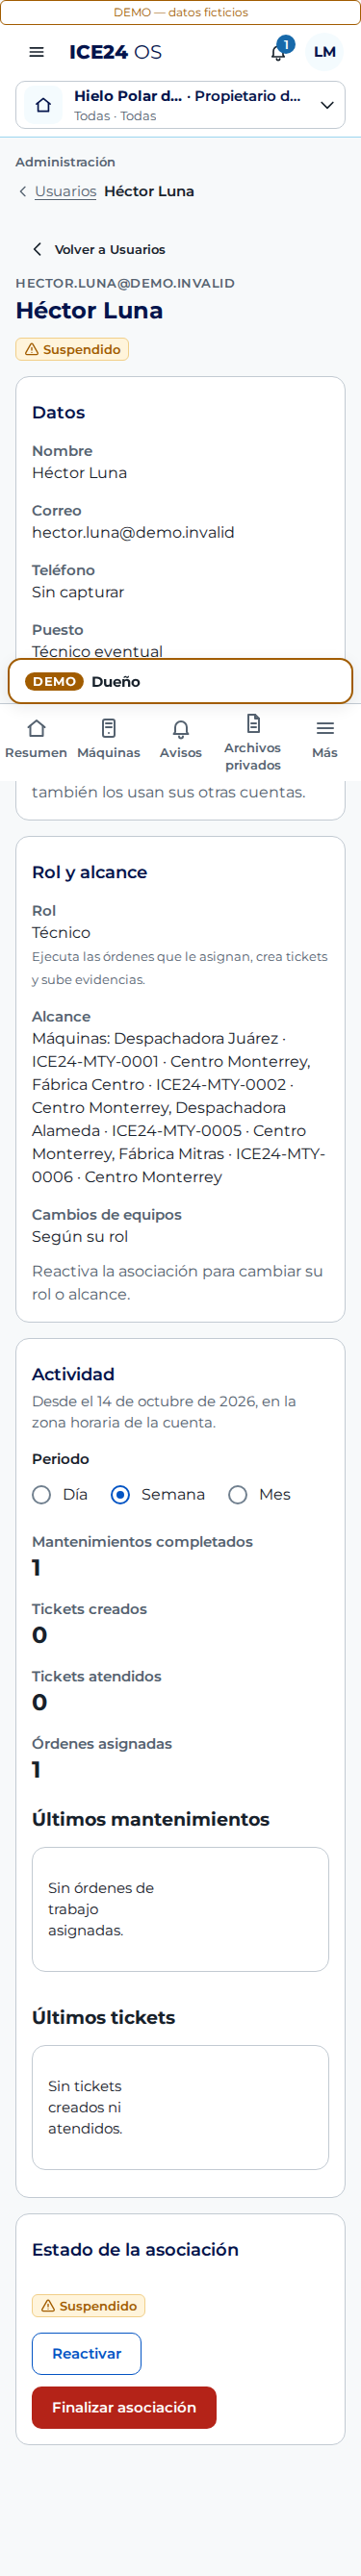 DEMO — datos ficticios
ICE24 OS
1
LM
Hielo Polar d... · Propietario d...
Todas · Todas
Administración
Usuarios Héctor Luna
Volver a Usuarios
HECTOR.LUNA@DEMO.INVALID
Héctor Luna
Suspendido
Datos
Nombre
Héctor Luna
Correo
hector.luna@demo.invalid
Teléfono
Sin capturar
Puesto
Técnico eventual
DEMO Dueño
Resumen
Máquinas
Avisos
Archivos
privados
Más
también los usan sus otras cuentas.
Rol y alcance
Rol
Técnico
Ejecuta las órdenes que le asignan, crea tickets
y sube evidencias.
Alcance
Máquinas: Despachadora Juárez ·
ICE24-MTY-0001 · Centro Monterrey,
Fábrica Centro · ICE24-MTY-0002 ·
Centro Monterrey, Despachadora
Alameda · ICE24-MTY-0005 · Centro
Monterrey, Fábrica Mitras · ICE24-MTY-
0006 · Centro Monterrey
Cambios de equipos
Según su rol
Reactiva la asociación para cambiar su
rol o alcance.
Actividad
Desde el 14 de octubre de 2026, en la
zona horaria de la cuenta.
Periodo
Día
Semana
Mes
Mantenimientos completados
1
Tickets creados
0
Tickets atendidos
0
Órdenes asignadas
1
Últimos mantenimientos
Sin órdenes de
trabajo
asignadas.
Últimos tickets
Sin tickets
creados ni
atendidos.
Estado de la asociación
Suspendido
Reactivar
Finalizar asociación